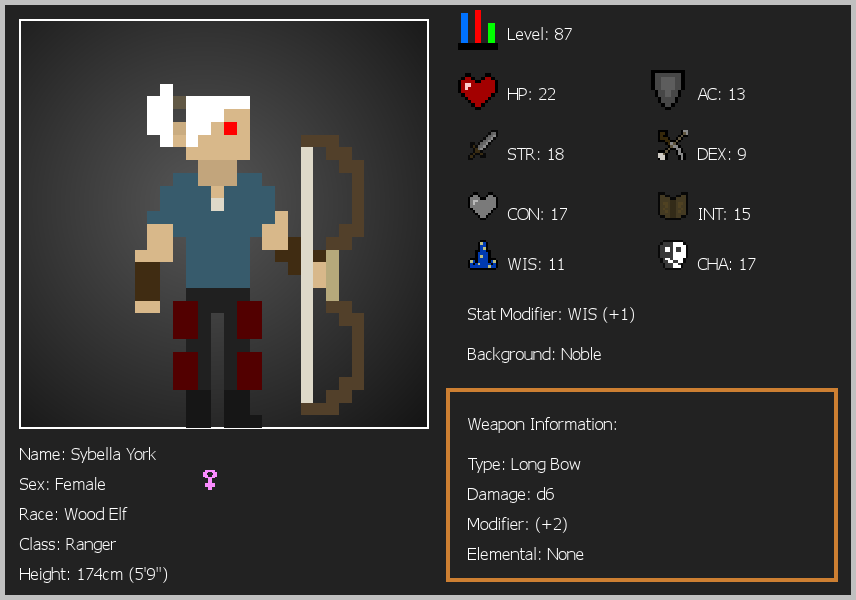 Level: 87
HP: 22
AC: 13
STR: 18
DEX: 9
CON: 17
INT: 15
WIS: 11
CHA: 17
Stat Modifier: WIS (+1)
Background: Noble
Weapon Information:
Type: Long Bow
Damage: d6
Modifier: (+2)
Elemental: None
Name: Sybella York
Sex: Female
Race: Wood Elf
Class: Ranger
Height: 174cm (5'9")